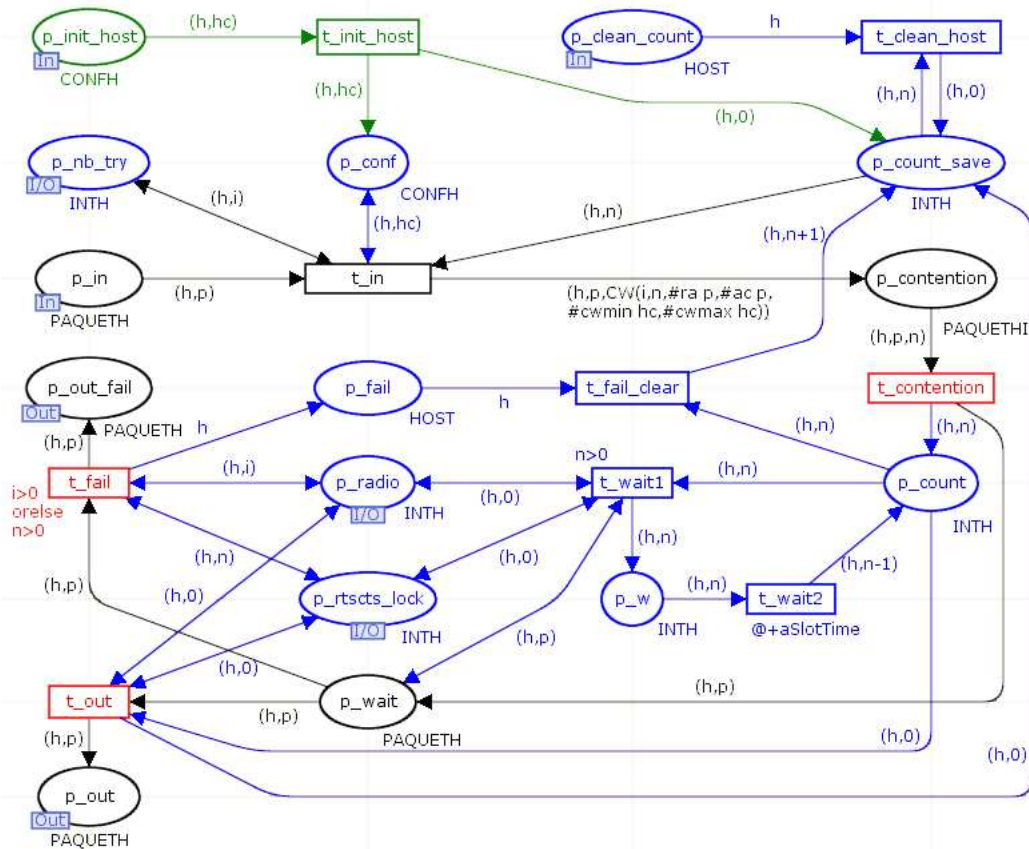 p_init_host
In
CONFH
(h,hc)
t_init_host
p_clean_count
In
HOST
h
t_clean_host
(h,hc)
(h,0)
(h,n)
(h,0)
p_nb_try
I/O
INTH
(h,i)
p_conf
CONFH
(h,hc)
(h,n)
p_count_save
INTH
(h,n+1)
p_in
In
PAQUETH
(h,p)
t_in
(h,p,CW(i,n,#ra p,#ac p,
#cwmin hc,#cwmax hc))
p_contention
PAQUETHI
(h,p,n)
p_out_fail
Out
PAQUETH
(h,p)
h
p_fail
HOST
h
t_fail_clear
t_contention
(h,n)
(h,n)
(h,p)
t_fail
i>0
orelse
n>0
(h,i)
p_radio
I/O
INTH
(h,0)
n>0
t_wait1
(h,n)
p_count
INTH
(h,n)
(h,0)
(h,n)
(h,n-1)
(h,p)
(h,0)
p_rtscts_lock
I/O
INTH
p_w
INTH
(h,n)
t_wait2
@+aSlotTime
(h,0)
(h,p)
t_out
(h,p)
p_wait
PAQUETH
(h,p)
(h,0)
(h,0)
(h,p)
p_out
Out
PAQUETH